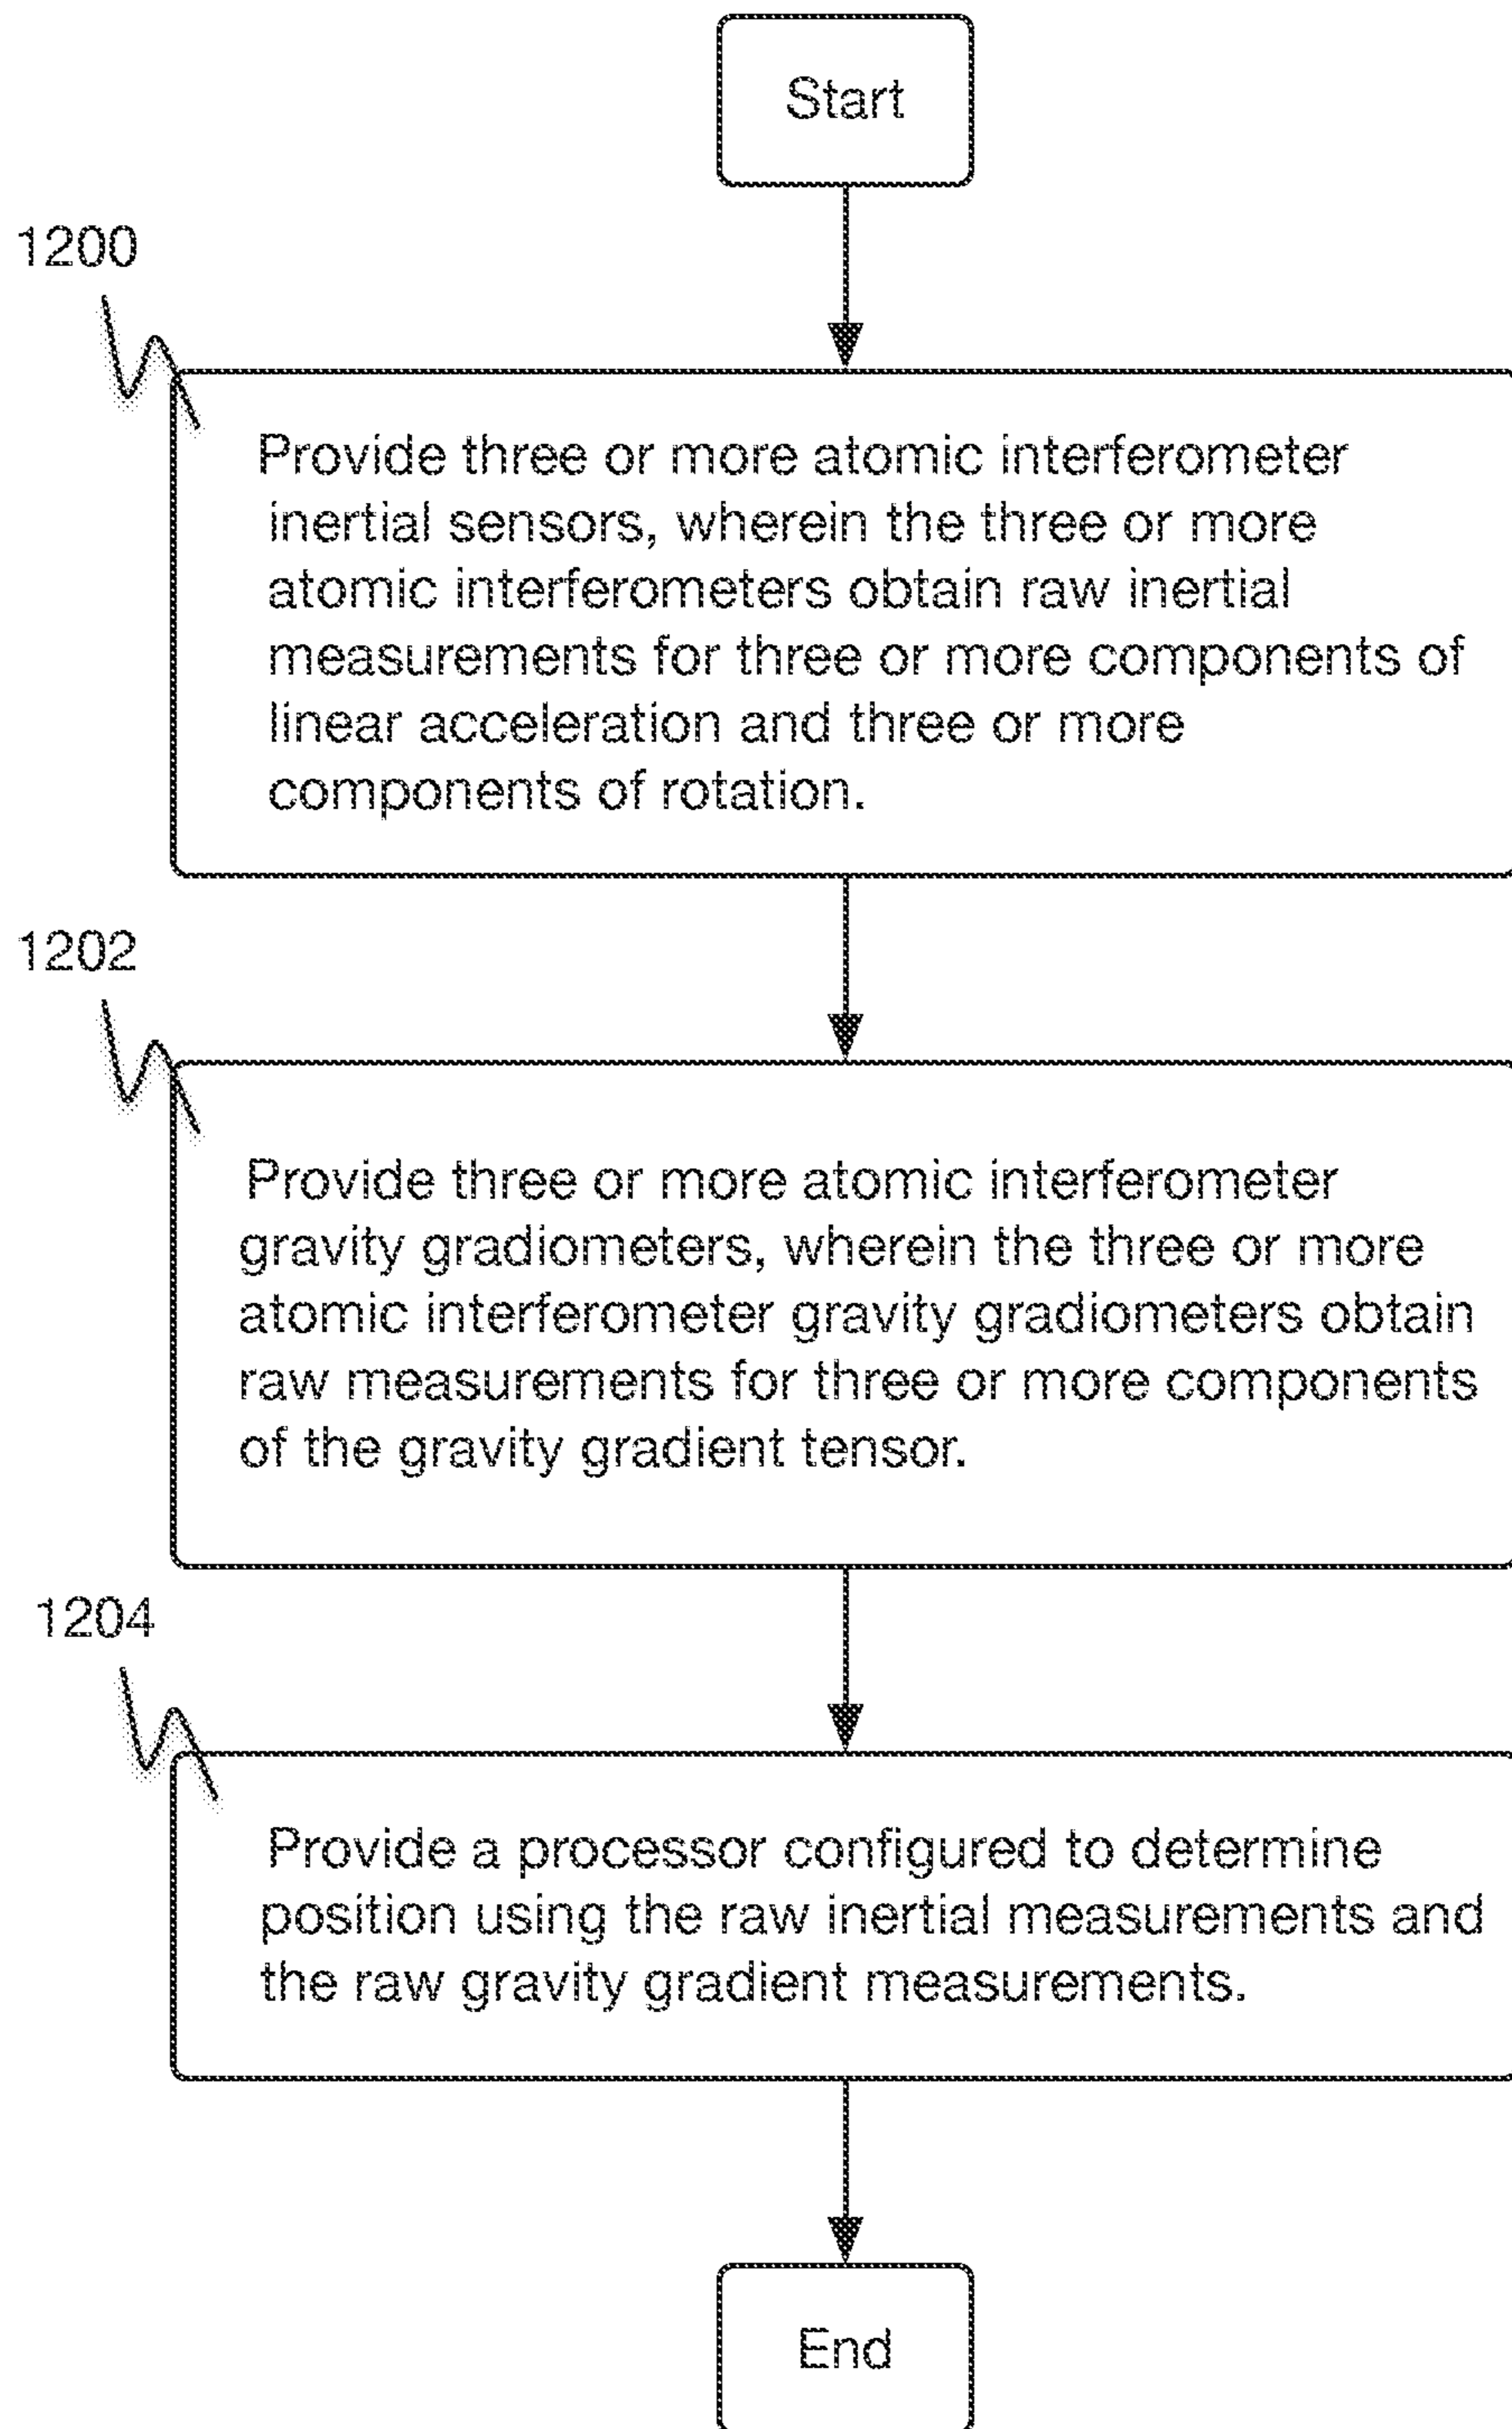 Start
1200
Provide three or more atomic interferometer
inertial sensors, wherein the three or more
atomic interferometers obtain raw inertial
measurements for three or more components of
linear acceleration and three or more
components of rotation.
1202
Provide three or more atomic interferometer
gravity gradiometers, wherein the three or more
atomic interferometer gravity gradiometers obtain
raw measurements for three or more components
of the gravity gradient tensor.
1204
Provide a processor configured to determine
position using the raw inertial measurements and
the raw gravity gradient measurements.
End